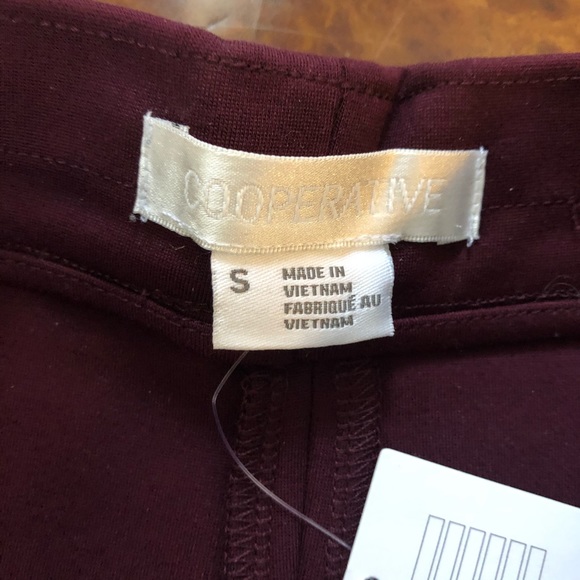 COOPERATIVE
S
MADE IN
VIETNAM
FABRIQUÉ AU
VIETNAM